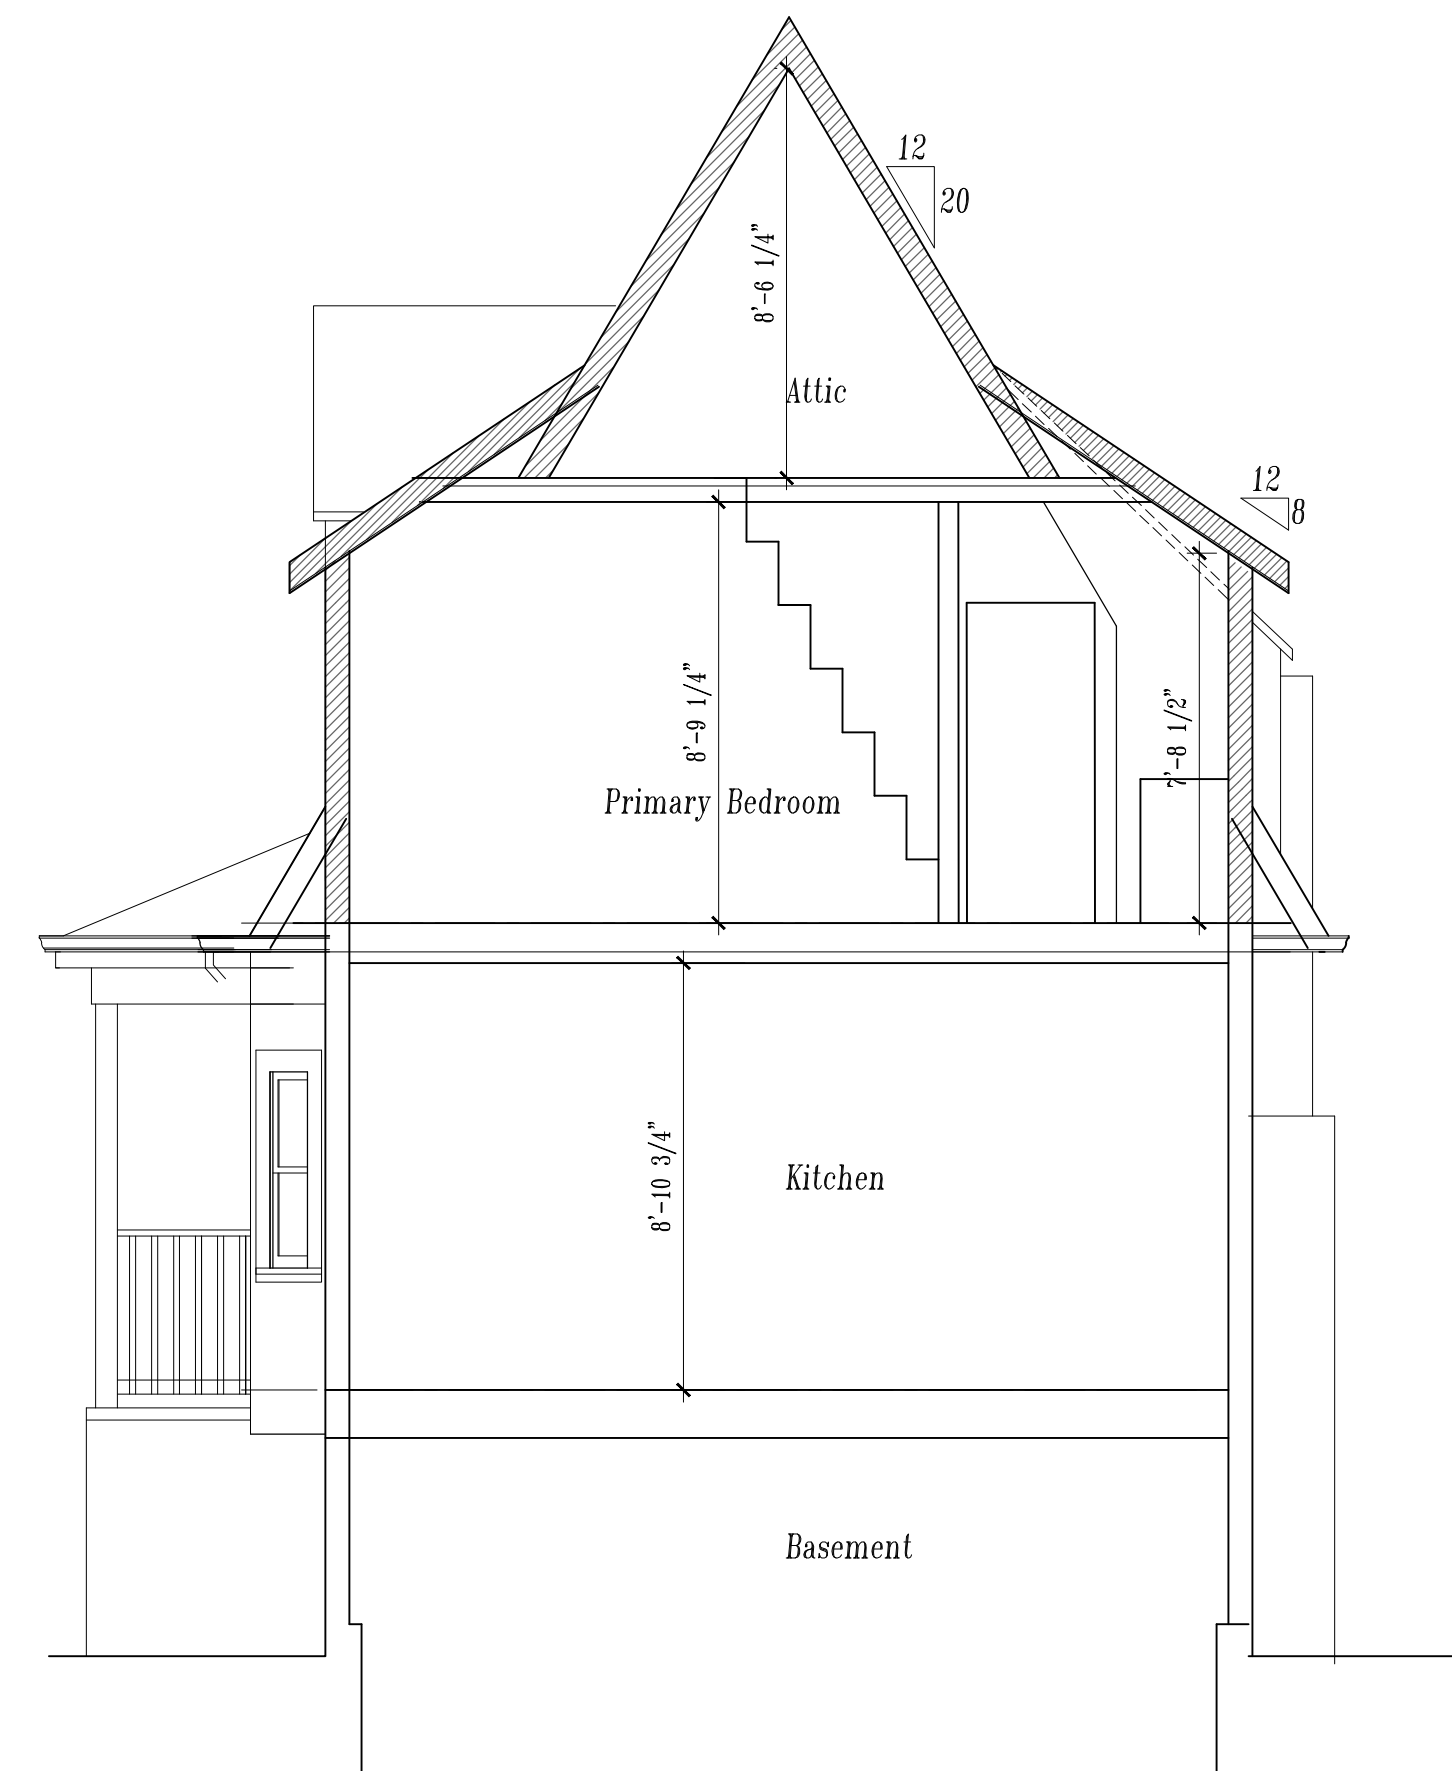 12
20
8'-6 1/4"
Attic
12
8
8'-9 1/4"
7'-8 1/2"
Primary Bedroom
8'-10 3/4"
Kitchen
Basement